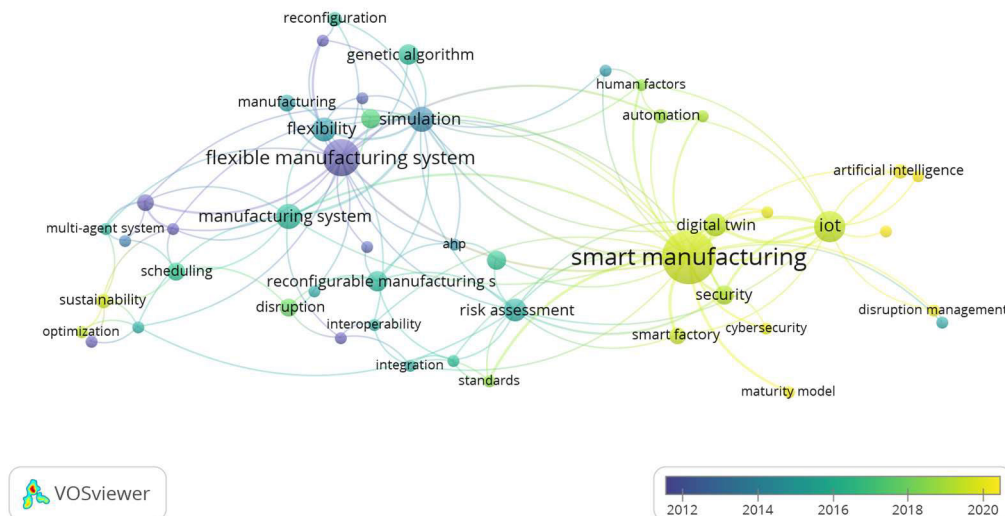 reconfiguration
genetic algorithm
human factors
manufacturing
simulation
automation
flexibility
flexible manufacturing system
artificial intelligence
manufacturing system
digital twin
iot
multi-agent system
ahp
smart manufacturing
scheduling
reconfigurable manufacturing s
security
sustainability
disruption
risk assessment
disruption management
optimization
interoperability
smart factory
cybersecurity
integration
standards
maturity model
VOSviewer
2012 2014 2016 2018 2020